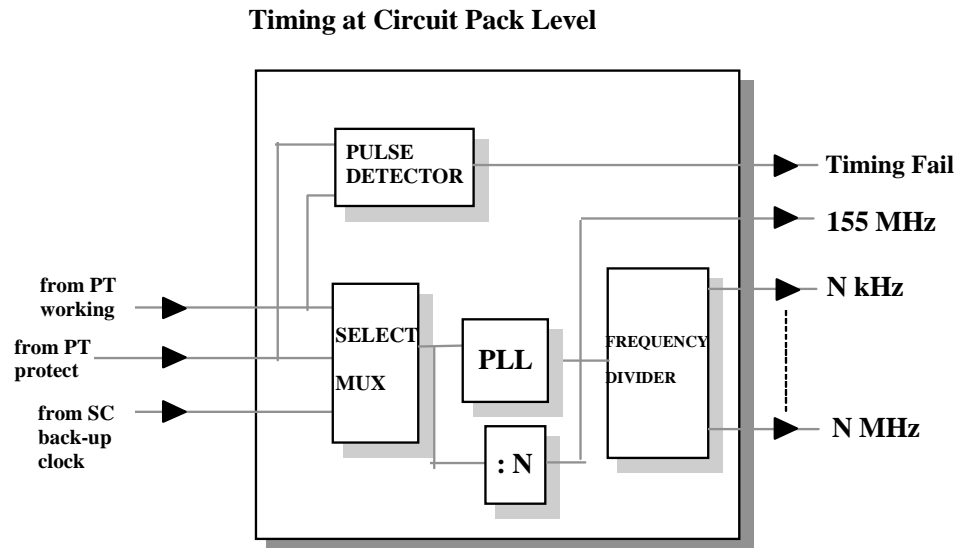 Timing at Circuit Pack Level
PULSE
DETECTOR
Timing Fail
155 MHz
from PT
working
N kHz
SELECT
MUX
from PT
protect
PLL
FREQUENCY
DIVIDER
from SC
back-up
clock
N MHz
: N